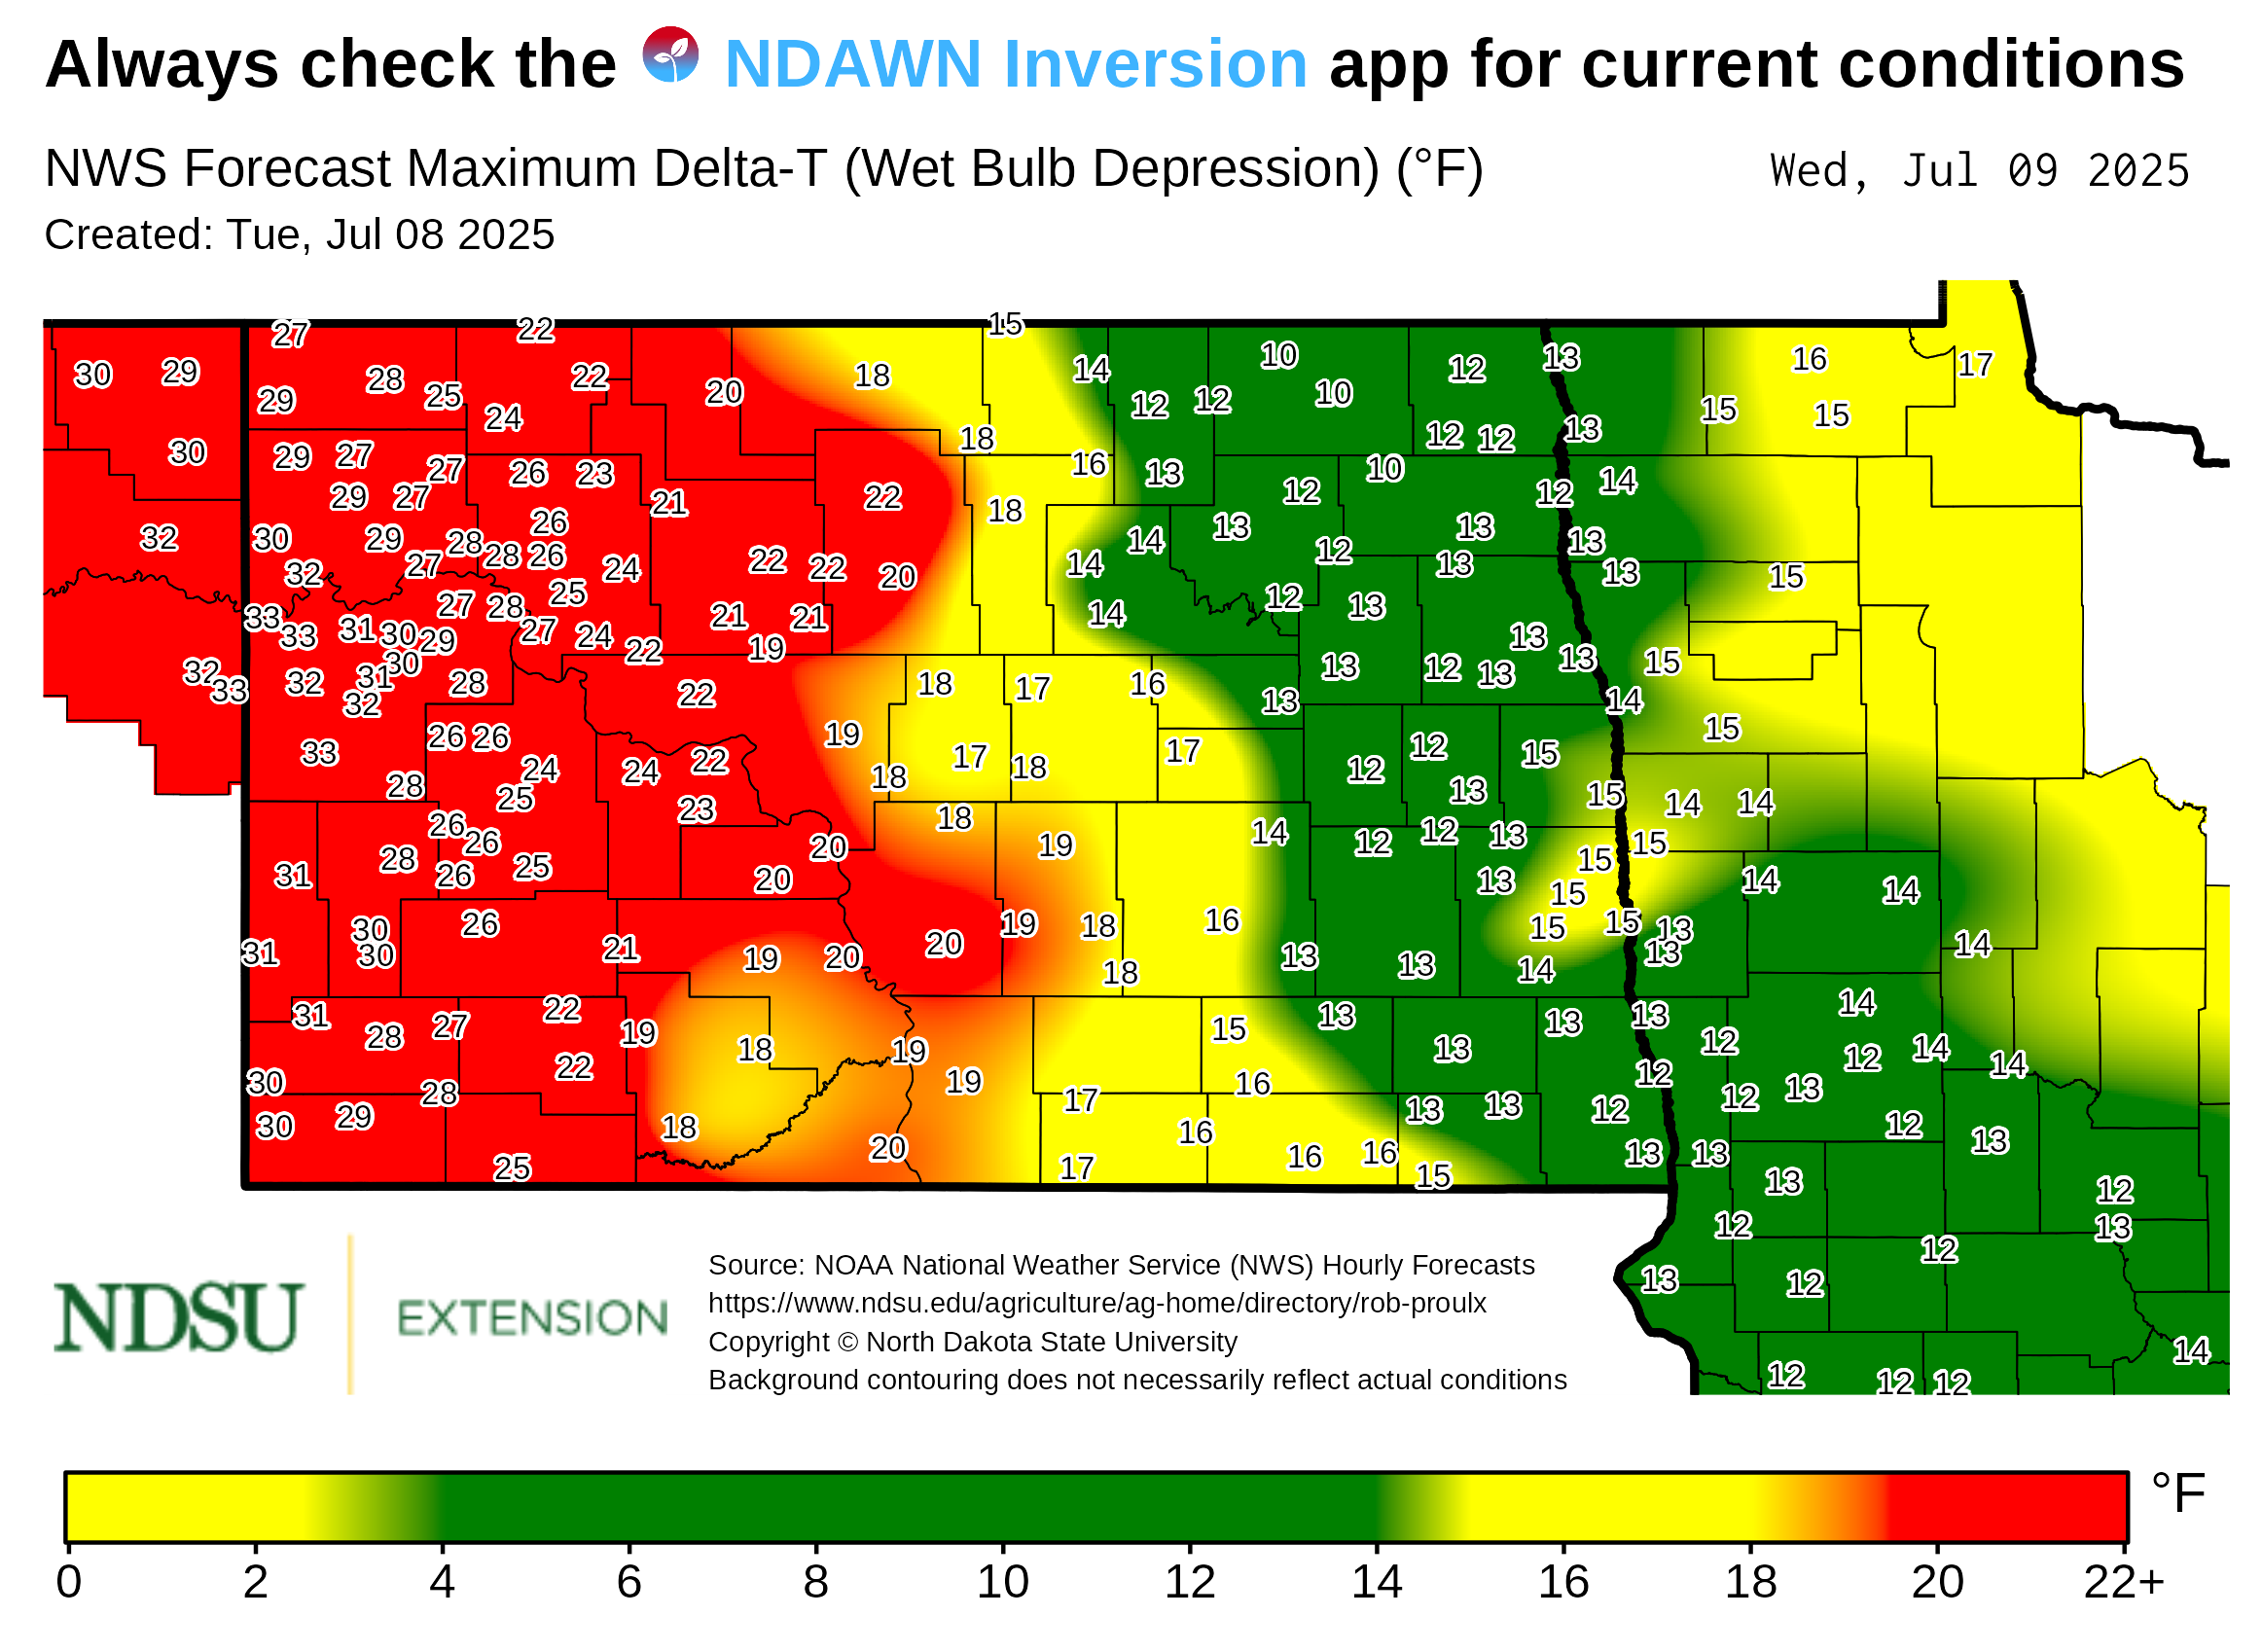 Always check the NDAWN Inversion app for current conditions
NWS Forecast Maximum Delta-T (Wet Bulb Depression) (°F)
Wed, Jul 09 2025
Created: Tue, Jul 08 2025
27 22 15
30 29 28 22 20 18 14 10 12 13 16 17
29 25 24 12 12 10 13 15 15
30 29 27 27 26 23 18 16 13 12 12 10 14
29 27 21 22 18 12 12
32 30 29 26 28 28 26 24 22 22 20 14 13 12 13 13 13
32 27 25 14 13 13 15
33 33 31 30 29 27 28 27 24 22 21 21 19 14 12 13 13 13
32 33 32 31 30 32 28 22 18 17 16 13 13 12 13 14 15
33 26 26 24 24 22 19 17 18 17 12 15 15
28 25 23 18 18 12 13 15 14 14
26 26 28 26 25 20 19 14 12 12 13 15 15
31 20 13 15 14 14
31 30 30 26 21 19 20 20 19 18 16 15 15 13 13 14
18 13 13 14
31 28 27 22 19 18 19 15 13 13 13 12 14
30 28 22 19 17 16 13 12 12 12 14 14
30 29 18 20 16 13 13 12 12 13 12
25 17 16 16 15 13 13 13 13
12 12 13
13 12 12
12 12 12 14
NDSU EXTENSION
Source: NOAA National Weather Service (NWS) Hourly Forecasts
https://www.ndsu.edu/agriculture/ag-home/directory/rob-proulx
Copyright © North Dakota State University
Background contouring does not necessarily reflect actual conditions
°F
0 2 4 6 8 10 12 14 16 18 20 22+